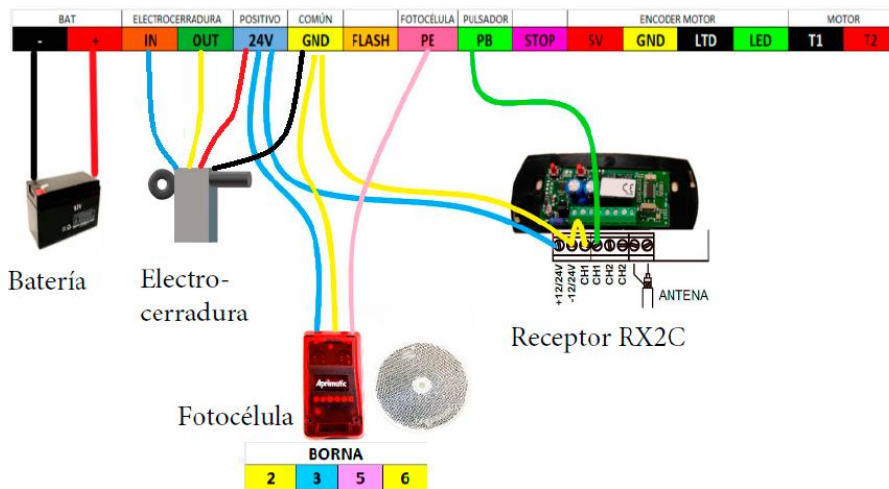 BAT ELECTROCERRADURA POSITIVO COMÚN FOTOCÉLULA PULSADOR ENCODER MOTOR MOTOR
- + IN OUT 24V GND FLASH PE PB STOP 5V GND LTD LED T1 T2
Batería
Electro-
cerradura
+12/24V
-12/24V
CH1
CH1
CH2
CH2
ANTENA
Receptor RX2C
Aprimatic
Fotocélula
BORNA
2 3 5 6